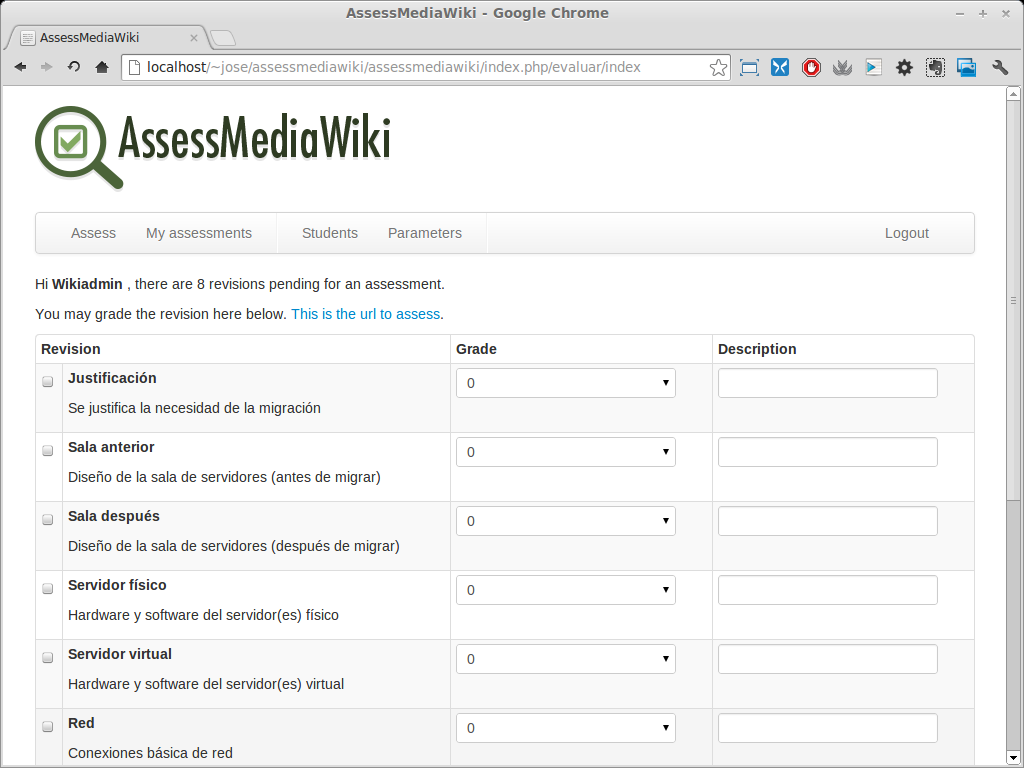 AssessMediaWiki - Google Chrome
AssessMediaWiki
localhost/~jose/assessmediawiki/assessmediawiki/index.php/evaluar/index
AssessMediaWiki
Assess My assessments Students Parameters Logout
Hi Wikiadmin , there are 8 revisions pending for an assessment.
You may grade the revision here below. This is the url to assess.
Revision Grade Description
Justificación 0
Se justifica la necesidad de la migración
Sala anterior 0
Diseño de la sala de servidores (antes de migrar)
Sala después 0
Diseño de la sala de servidores (después de migrar)
Servidor físico 0
Hardware y software del servidor(es) físico
Servidor virtual 0
Hardware y software del servidor(es) virtual
Red 0
Conexiones básica de red